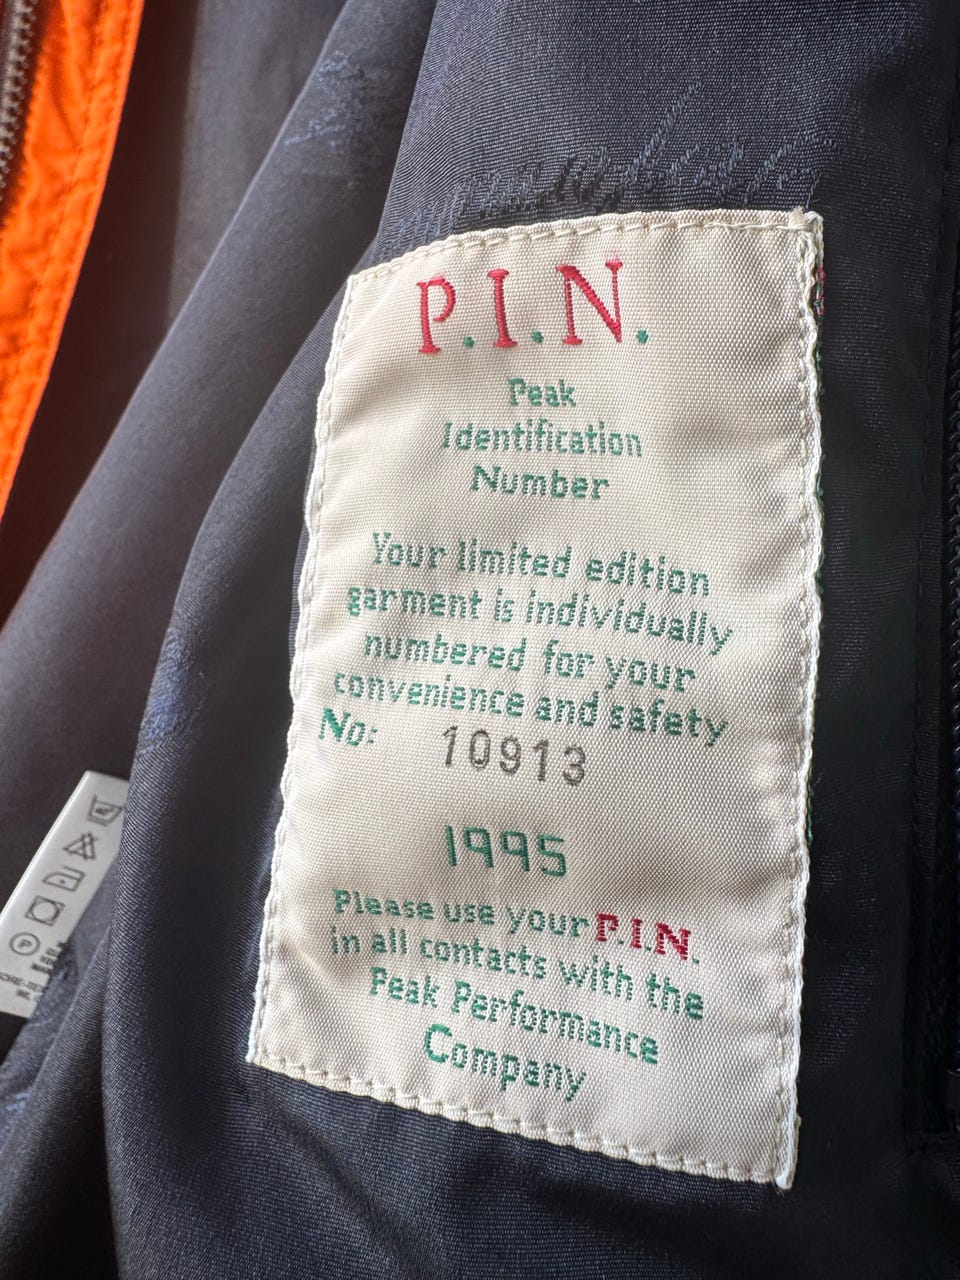 P.I.N.
Peak
Identification
Number
Your limited edition
garment is individually
numbered for your
convenience and safety
No: 10913
1995
Please use your P.I.N.
in all contacts with the
Peak Performance
Company
40°
P